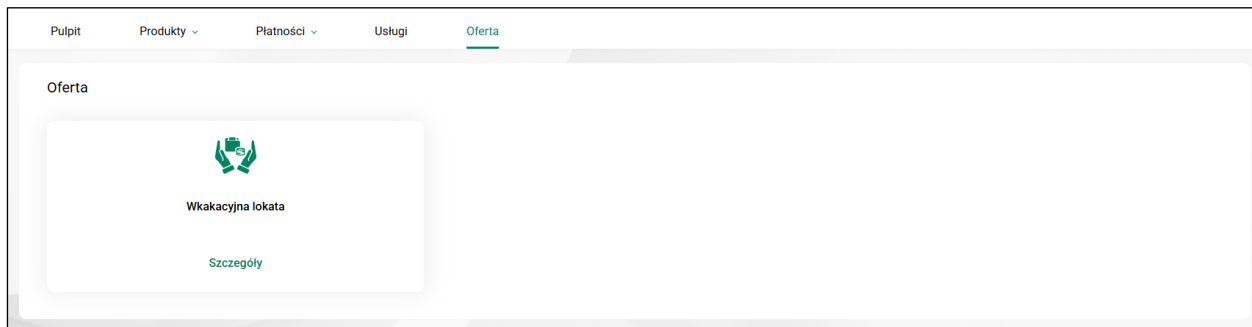 Pulpit Produkty Płatności Usługi Oferta
Oferta
Wkakacyjna lokata
Szczegóły